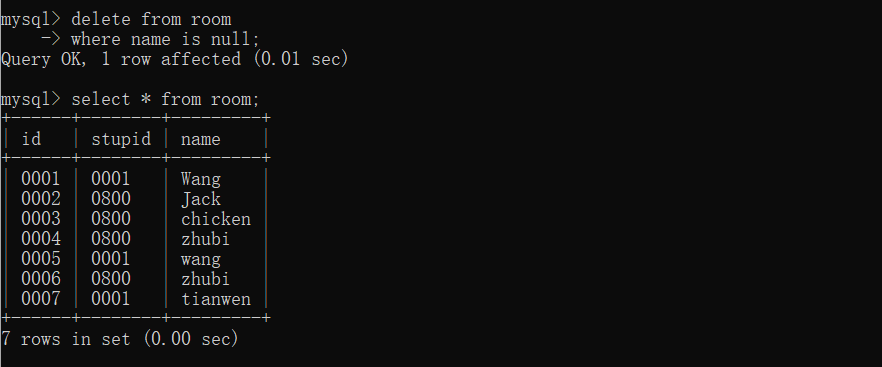 mysql> delete from room
    -> where name is null;
Query OK, 1 row affected (0.01 sec)

mysql> select * from room;
+------+--------+---------+
| id   | stupid | name    |
+------+--------+---------+
| 0001 | 0001   | Wang    |
| 0002 | 0800   | Jack    |
| 0003 | 0800   | chicken |
| 0004 | 0800   | zhubi   |
| 0005 | 0001   | wang    |
| 0006 | 0800   | zhubi   |
| 0007 | 0001   | tianwen |
+------+--------+---------+
7 rows in set (0.00 sec)